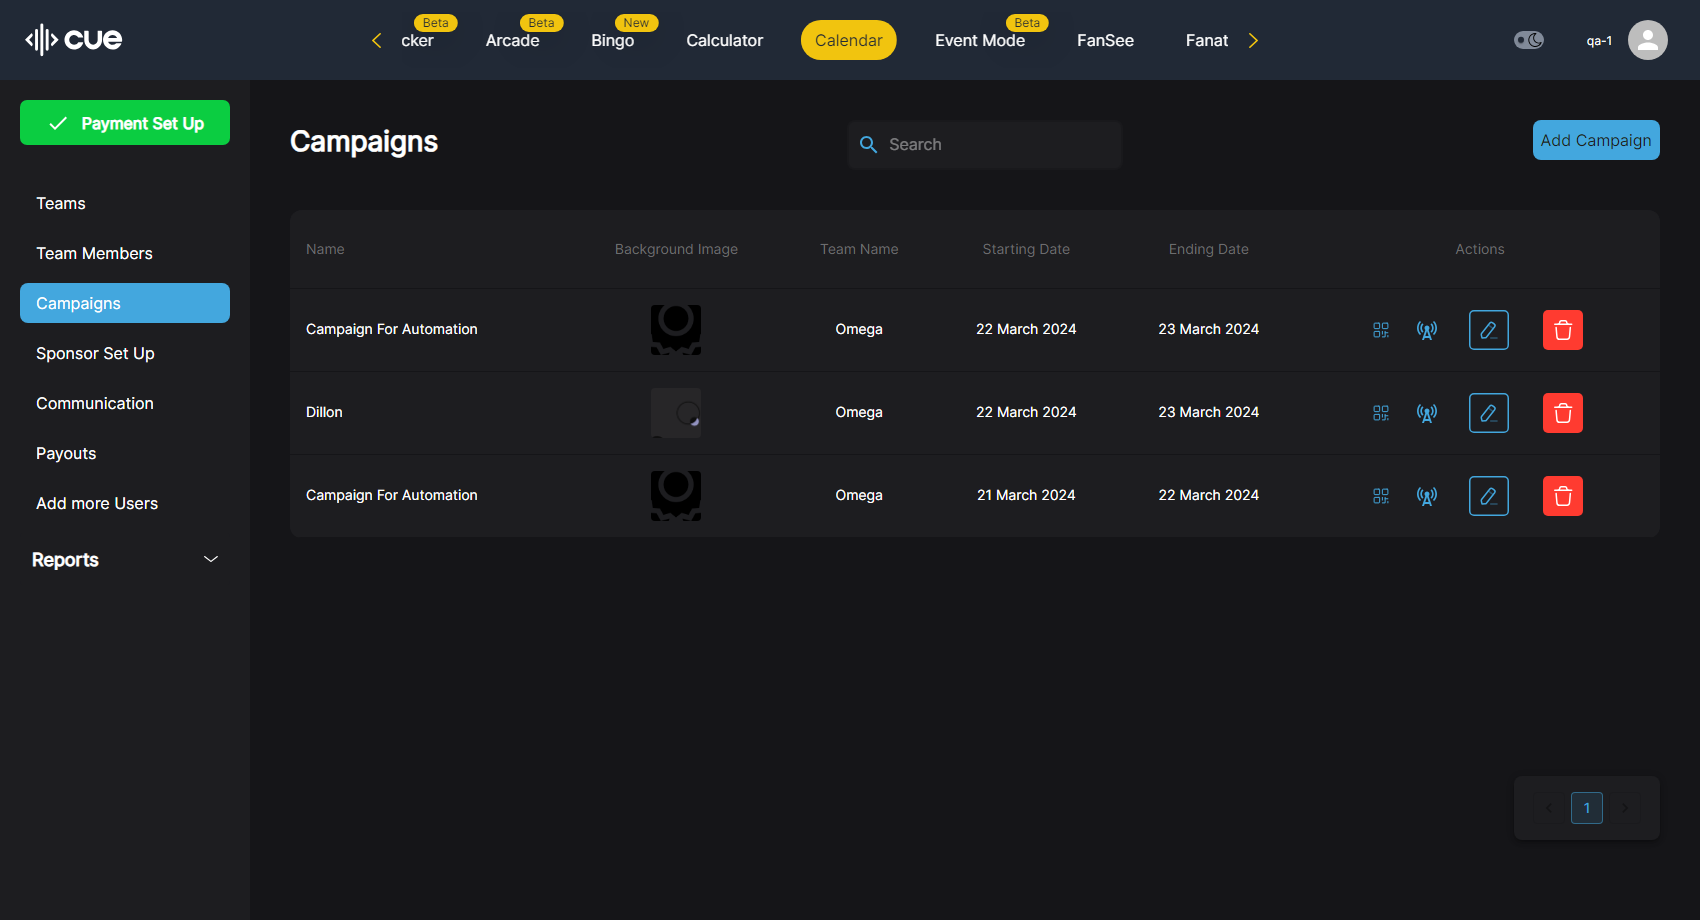 cue
cker Beta
Arcade Beta
Bingo New
Calculator
Calendar
Event Mode Beta
FanSee
Fanat
qa-1
Payment Set Up
Teams
Team Members
Campaigns
Sponsor Set Up
Communication
Payouts
Add more Users
Reports
Campaigns
Search
Add Campaign
Name Background Image Team Name Starting Date Ending Date Actions
Campaign For Automation Omega 22 March 2024 23 March 2024
Dillon Omega 22 March 2024 23 March 2024
Campaign For Automation Omega 21 March 2024 22 March 2024
1